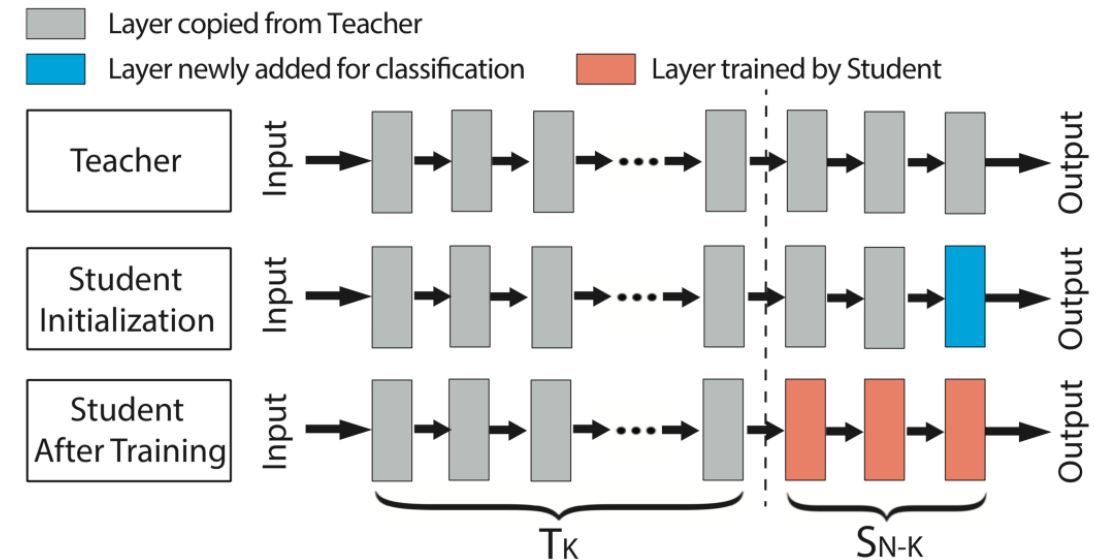 Layer copied from Teacher
Layer newly added for classification
Layer trained by Student
Teacher
Input
Output
Student
Initialization
Input
Output
Student
After Training
Input
Output
TK
SN-K